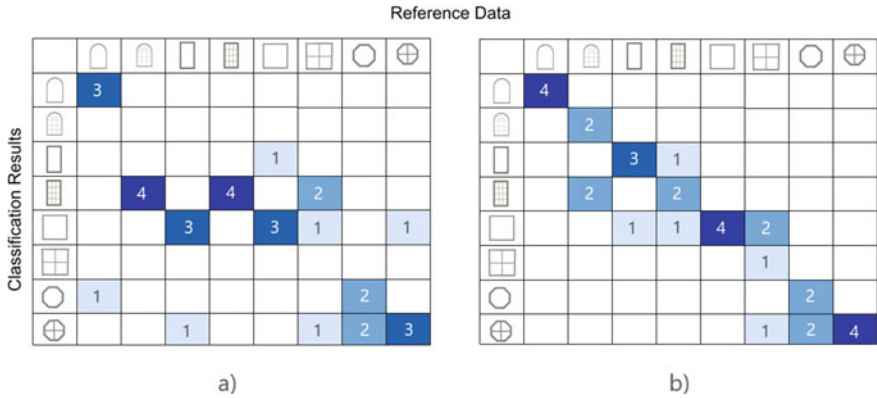 Reference Data
Classification Results
3
1
4 4 2
3 3 1 1
1 2
1 1 2 3
a)
4
2
3 1
2 2
1 1 4 2
1
2
1 2 4
b)